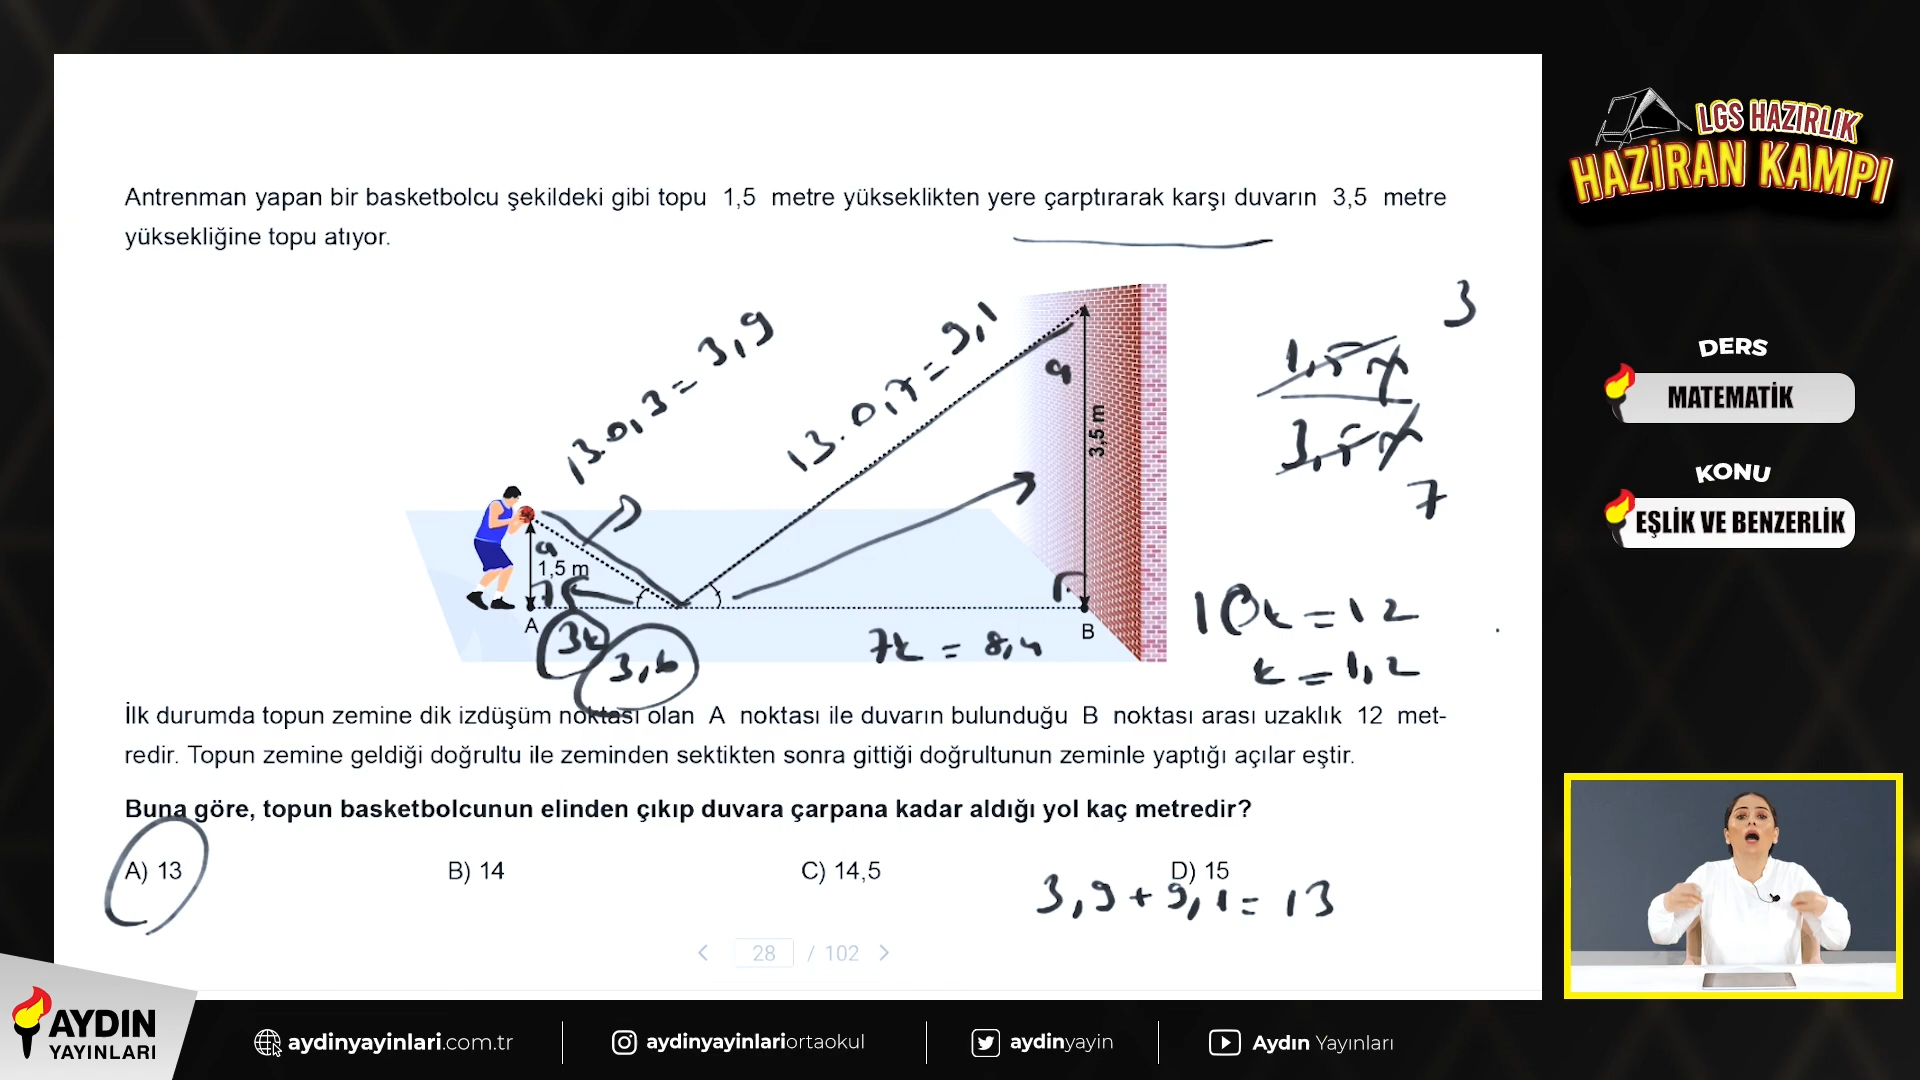 LGS HAZIRLIK
HAZİRAN KAMPI
DERS
MATEMATİK
KONU
EŞLİK VE BENZERLİK
Antrenman yapan bir basketbolcu şekildeki gibi topu 1,5 metre yükseklikten yere çarptırarak karşı duvarın 3,5 metre
yüksekliğine topu atıyor.
13.0,3 = 3,9
13.0,7 = 9,1
3,5 m
1,5 m
A
B
3k
3,6
7k = 8,4
1,5 m
3,5 m
3
7
10k = 12
k = 1,2
İlk durumda topun zemine dik izdüşüm noktası olan A noktası ile duvarın bulunduğu B noktası arası uzaklık 12 met-
redir. Topun zemine geldiği doğrultu ile zeminden sektikten sonra gittiği doğrultunun zeminle yaptığı açılar eştir.
Buna göre, topun basketbolcunun elinden çıkıp duvara çarpana kadar aldığı yol kaç metredir?
A) 13 B) 14 C) 14,5 D) 15
3,9 + 9,1 = 13
28 / 102
AYDIN
YAYINLARI
aydinyayinlari.com.tr
aydinyayinlariortaokul
aydinyayin
Aydın Yayınları